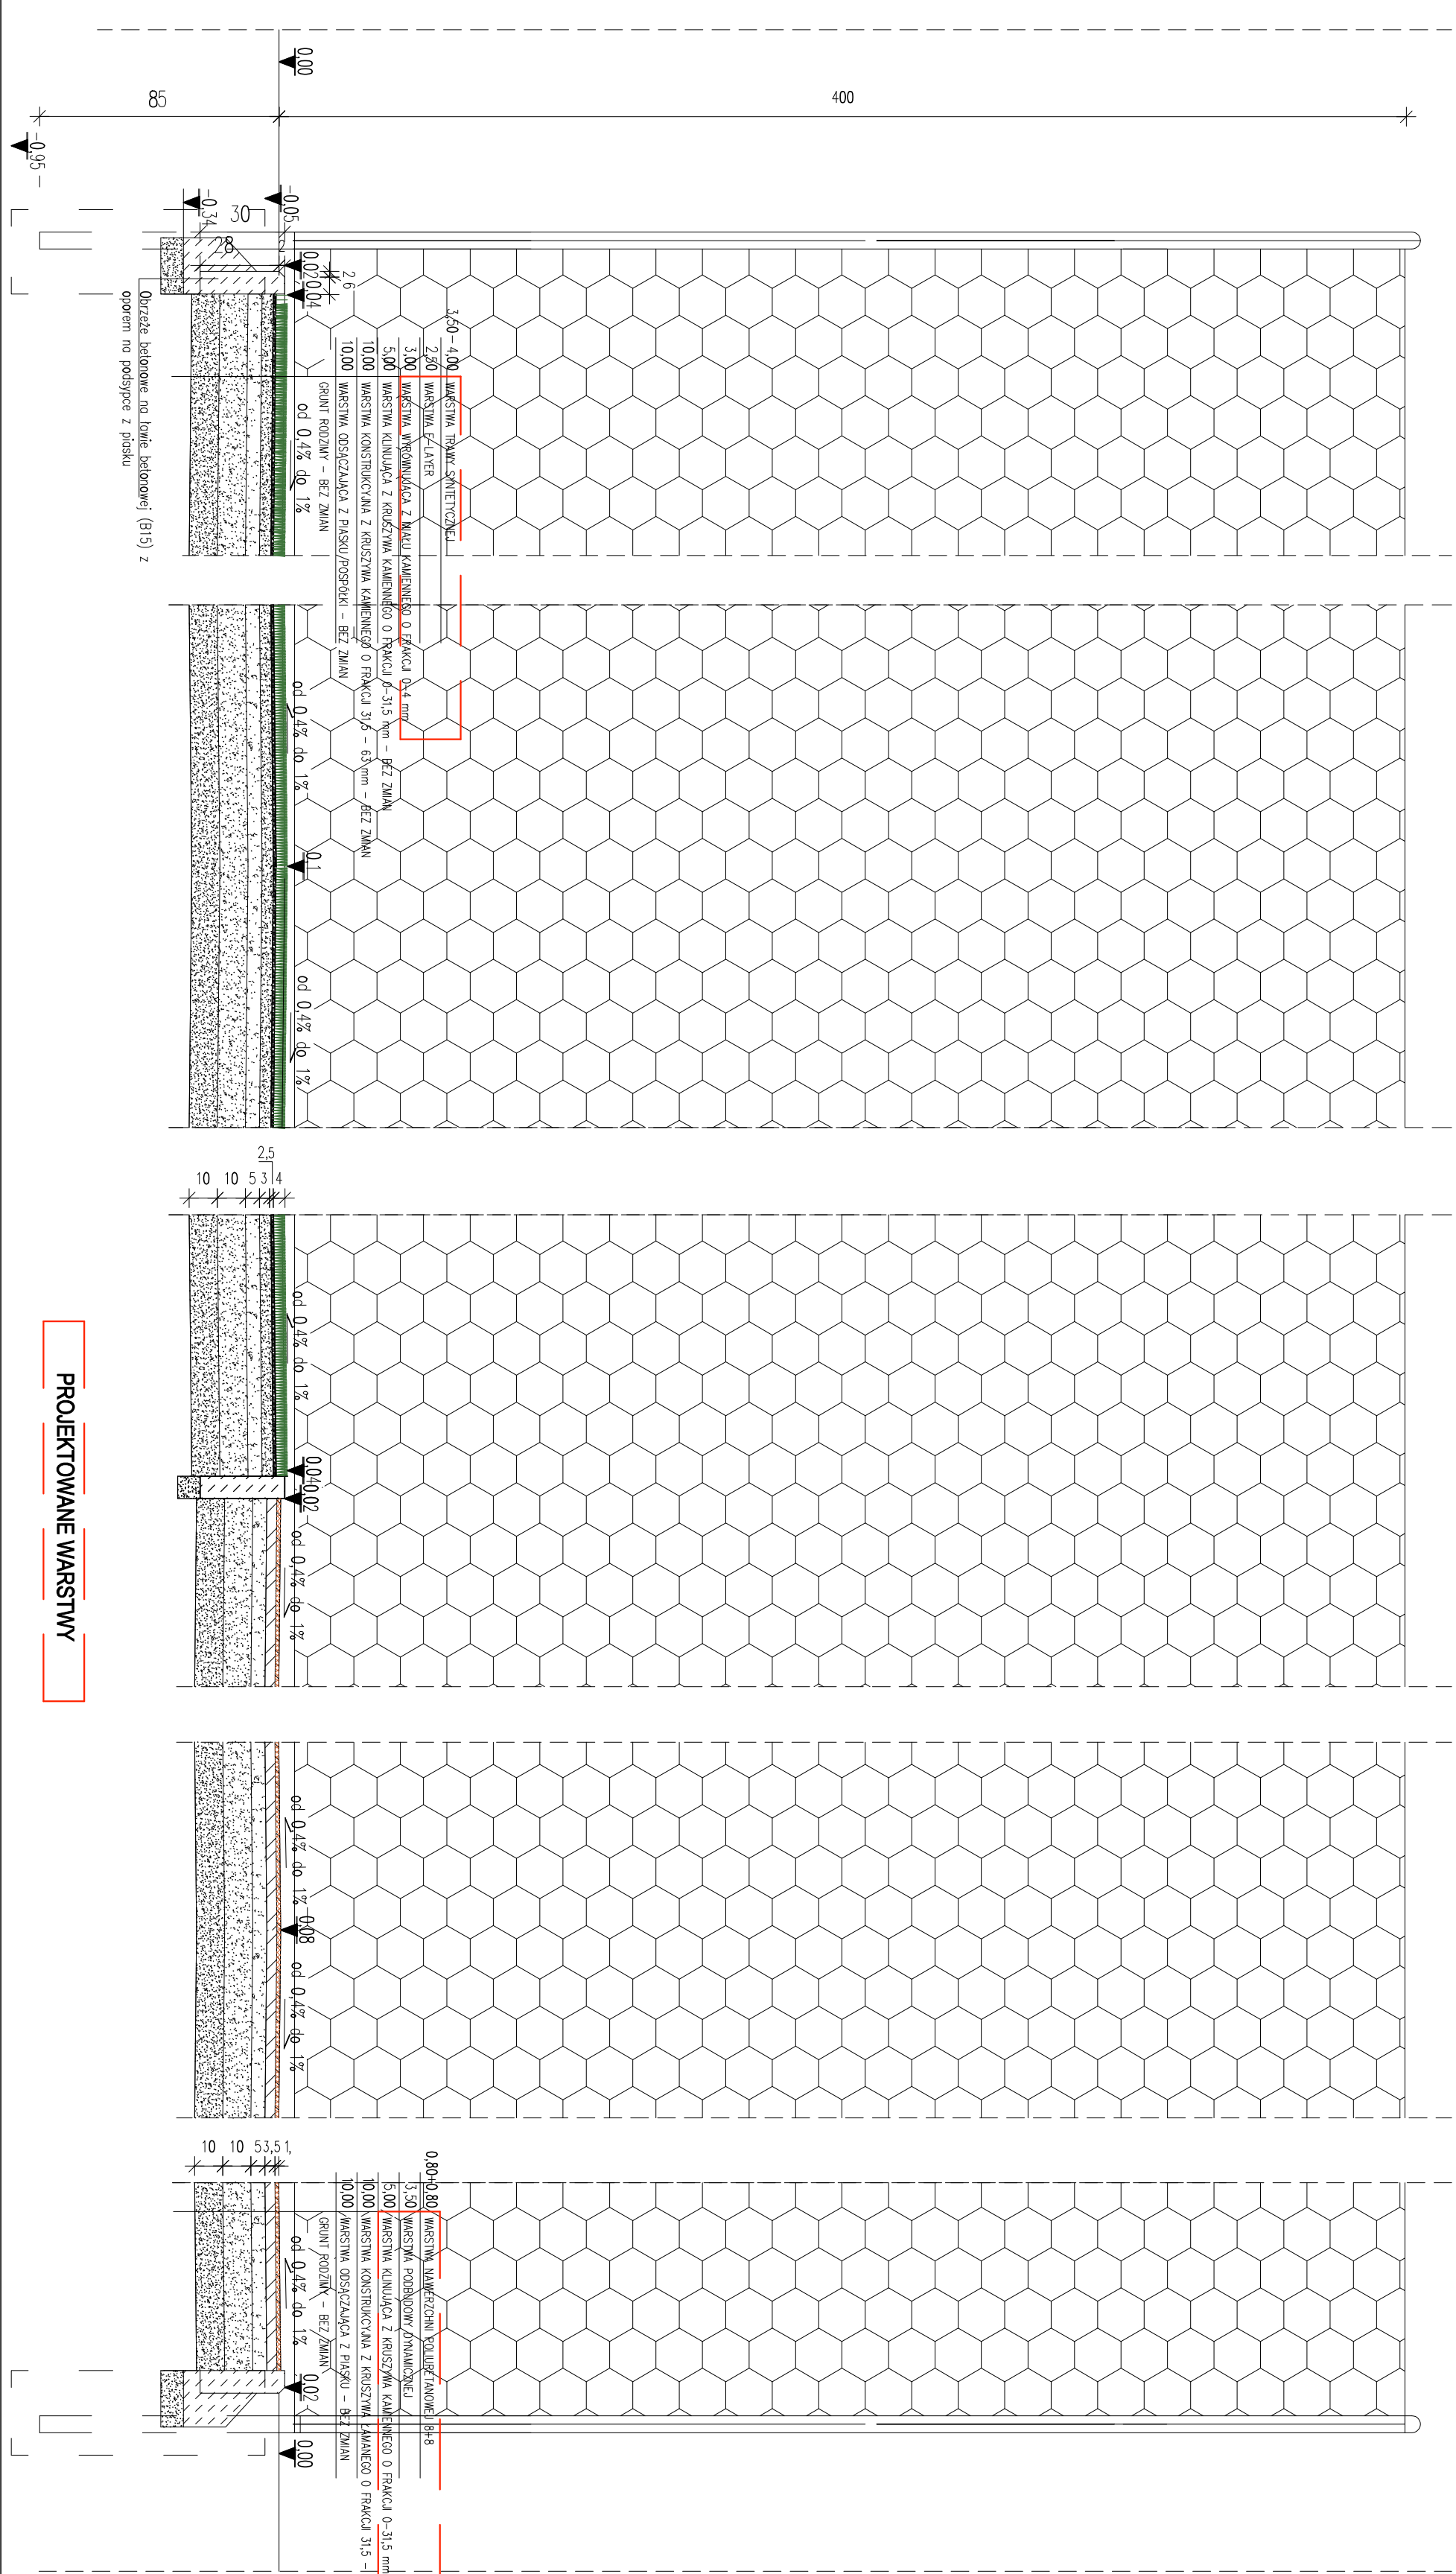 0,00
400
85
-0,95
-0,05
-0,34
30
28
2
0,02
0,04
2
6
3,50-4,00 WARSTWA TRAWY SYNTETYCZNEJ
2,50 WARSTWA E-LAYER
3,00 WARSTWA WYRÓWNUJĄCA Z MIAŁU KAMIENNEGO O FRAKCJI 0-4 mm
5,00 WARSTWA KLINUJĄCA Z KRUSZYWA KAMIENNEGO O FRAKCJI 0-31,5 mm - BEZ ZMIAN
10,00 WARSTWA KONSTRUKCYJNA Z KRUSZYWA KAMIENNEGO O FRAKCJI 31,5 - 63 mm - BEZ ZMIAN
10,00 WARSTWA ODSĄCZAJĄCA Z PIASKU/POSPÓŁKI - BEZ ZMIAN
GRUNT RODZIMY - BEZ ZMIAN
od 0,4% do 1%
Obrzeże betonowe na ławie betonowej (B15) z
oporem na podsypce z piasku
od 0,4% do 1%
0,1
od 0,4% do 1%
2,5
10 10 5 3 4
od 0,4% do 1%
0,04
0,02
od 0,4% do 1%
od 0,4% do 1%
0,08
od 0,4% do 1%
10 10 5 3,5 1,
0,80+0,80 WARSTWA NAWIERZCHNI POLIURETANOWEJ 8+8
3,50 WARSTWA PODBUDOWY DYNAMICZNEJ
5,00 WARSTWA KLINUJĄCA Z KRUSZYWA KAMIENNEGO O FRAKCJI 0-31,5 mm
10,00 WARSTWA KONSTRUKCYJNA Z KRUSZYWA ŁAMANEGO O FRAKCJI 31,5 -
10,00 WARSTWA ODSĄCZAJĄCA Z PIASKU - BEZ ZMIAN
GRUNT RODZIMY - BEZ ZMIAN
od 0,4% do 1%
0,02
0,00
PROJEKTOWANE WARSTWY